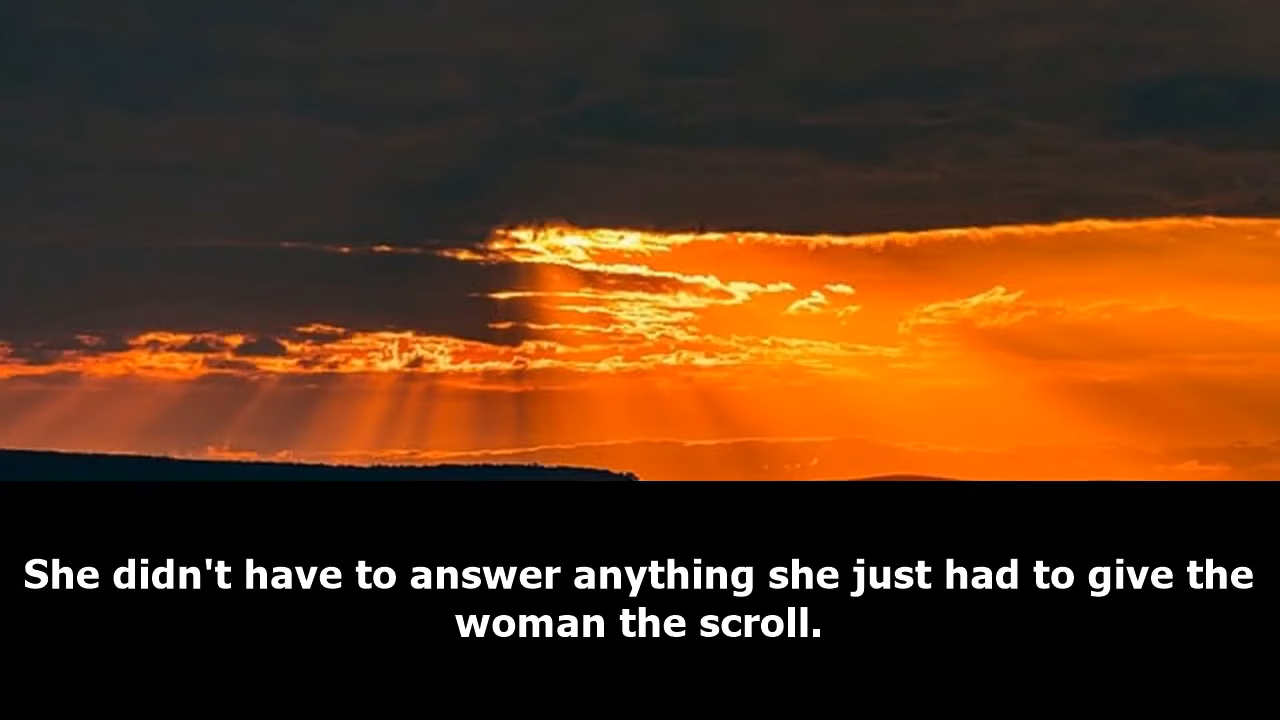 She didn't have to answer anything she just had to give the
woman the scroll.